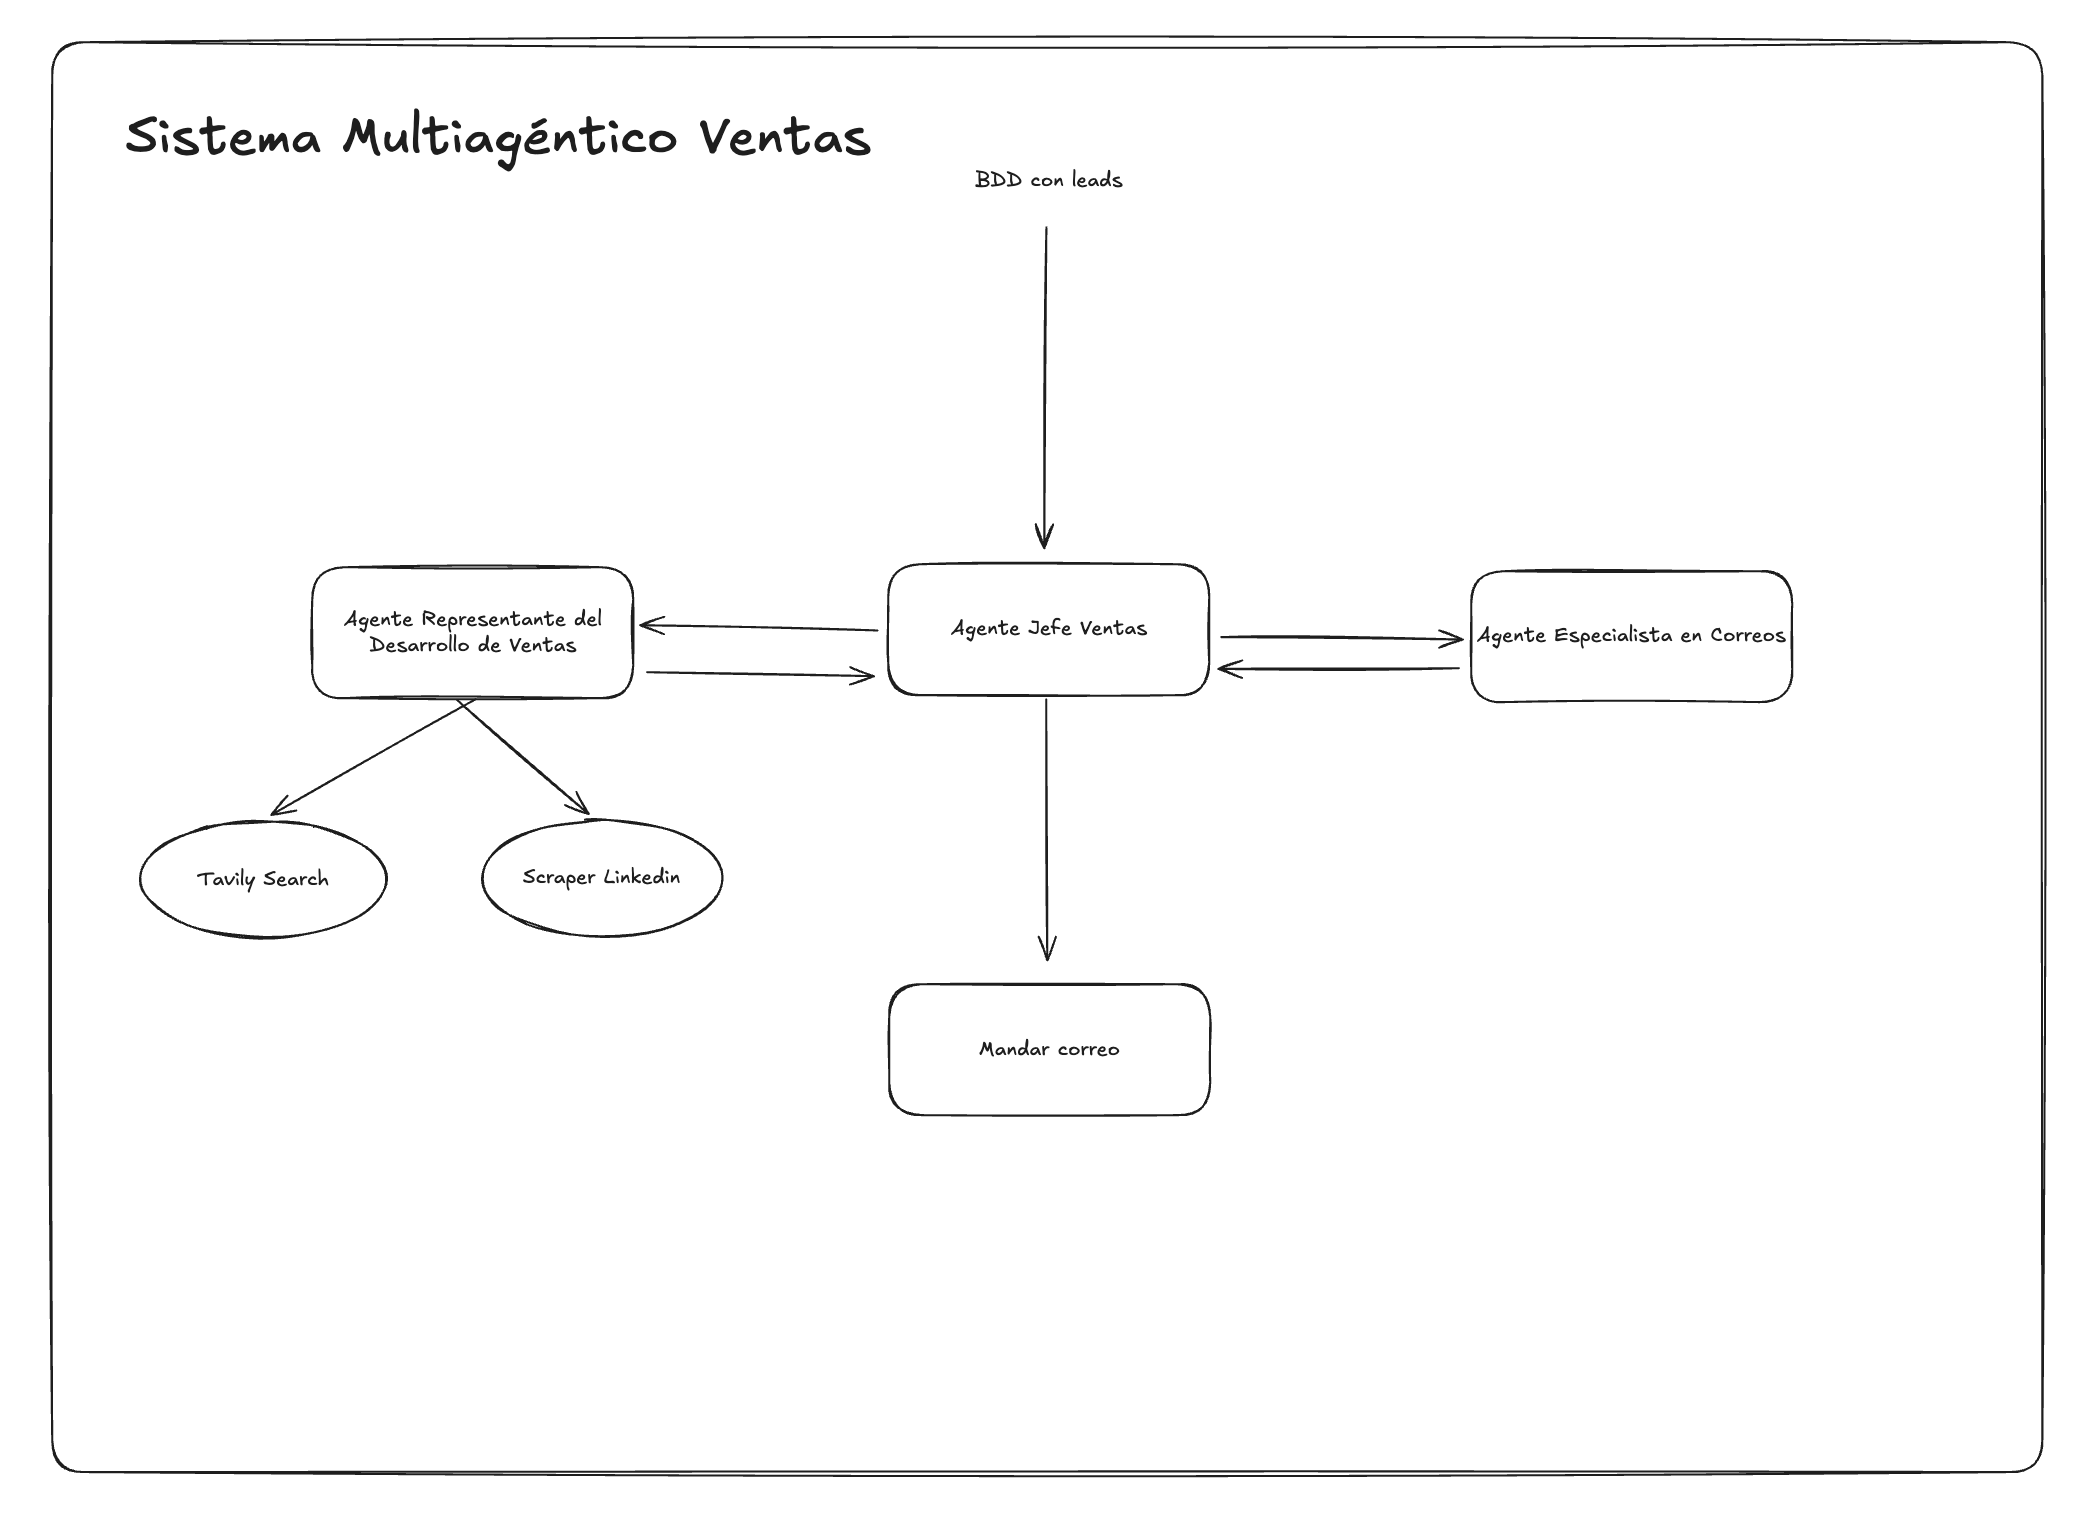 Sistema Multiagéntico Ventas
BDD con leads
Agente Representante del
Desarrollo de Ventas
Agente Jefe Ventas
Agente Especialista en Correos
Tavily Search
Scraper Linkedin
Mandar correo